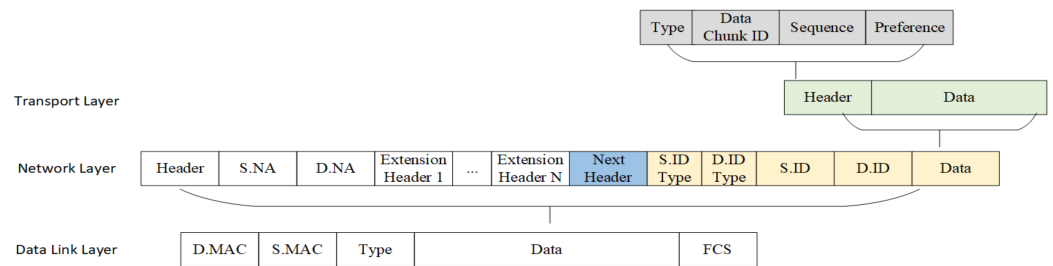 Type Data Chunk ID Sequence Preference
Transport Layer Header Data
Network Layer Header S.NA D.NA Extension Header 1 ... Extension Header N Next Header S.ID Type D.ID Type S.ID D.ID Data
Data Link Layer D.MAC S.MAC Type Data FCS